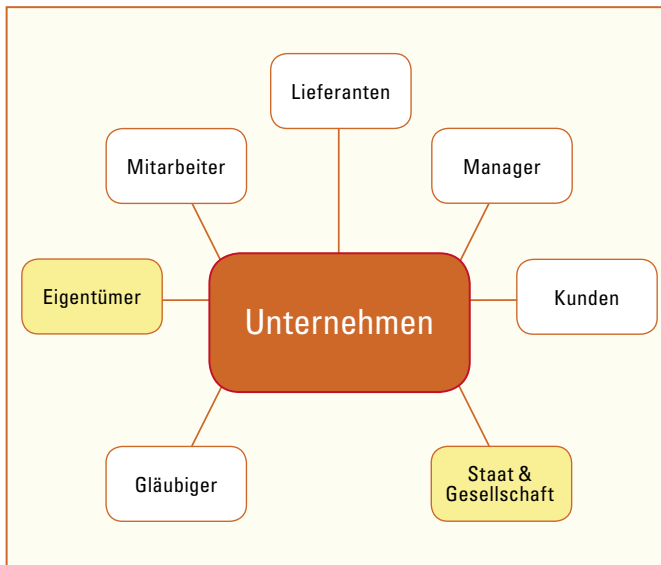 Lieferanten
Mitarbeiter
Manager
Eigentümer
Unternehmen
Kunden
Gläubiger
Staat &
Gesellschaft